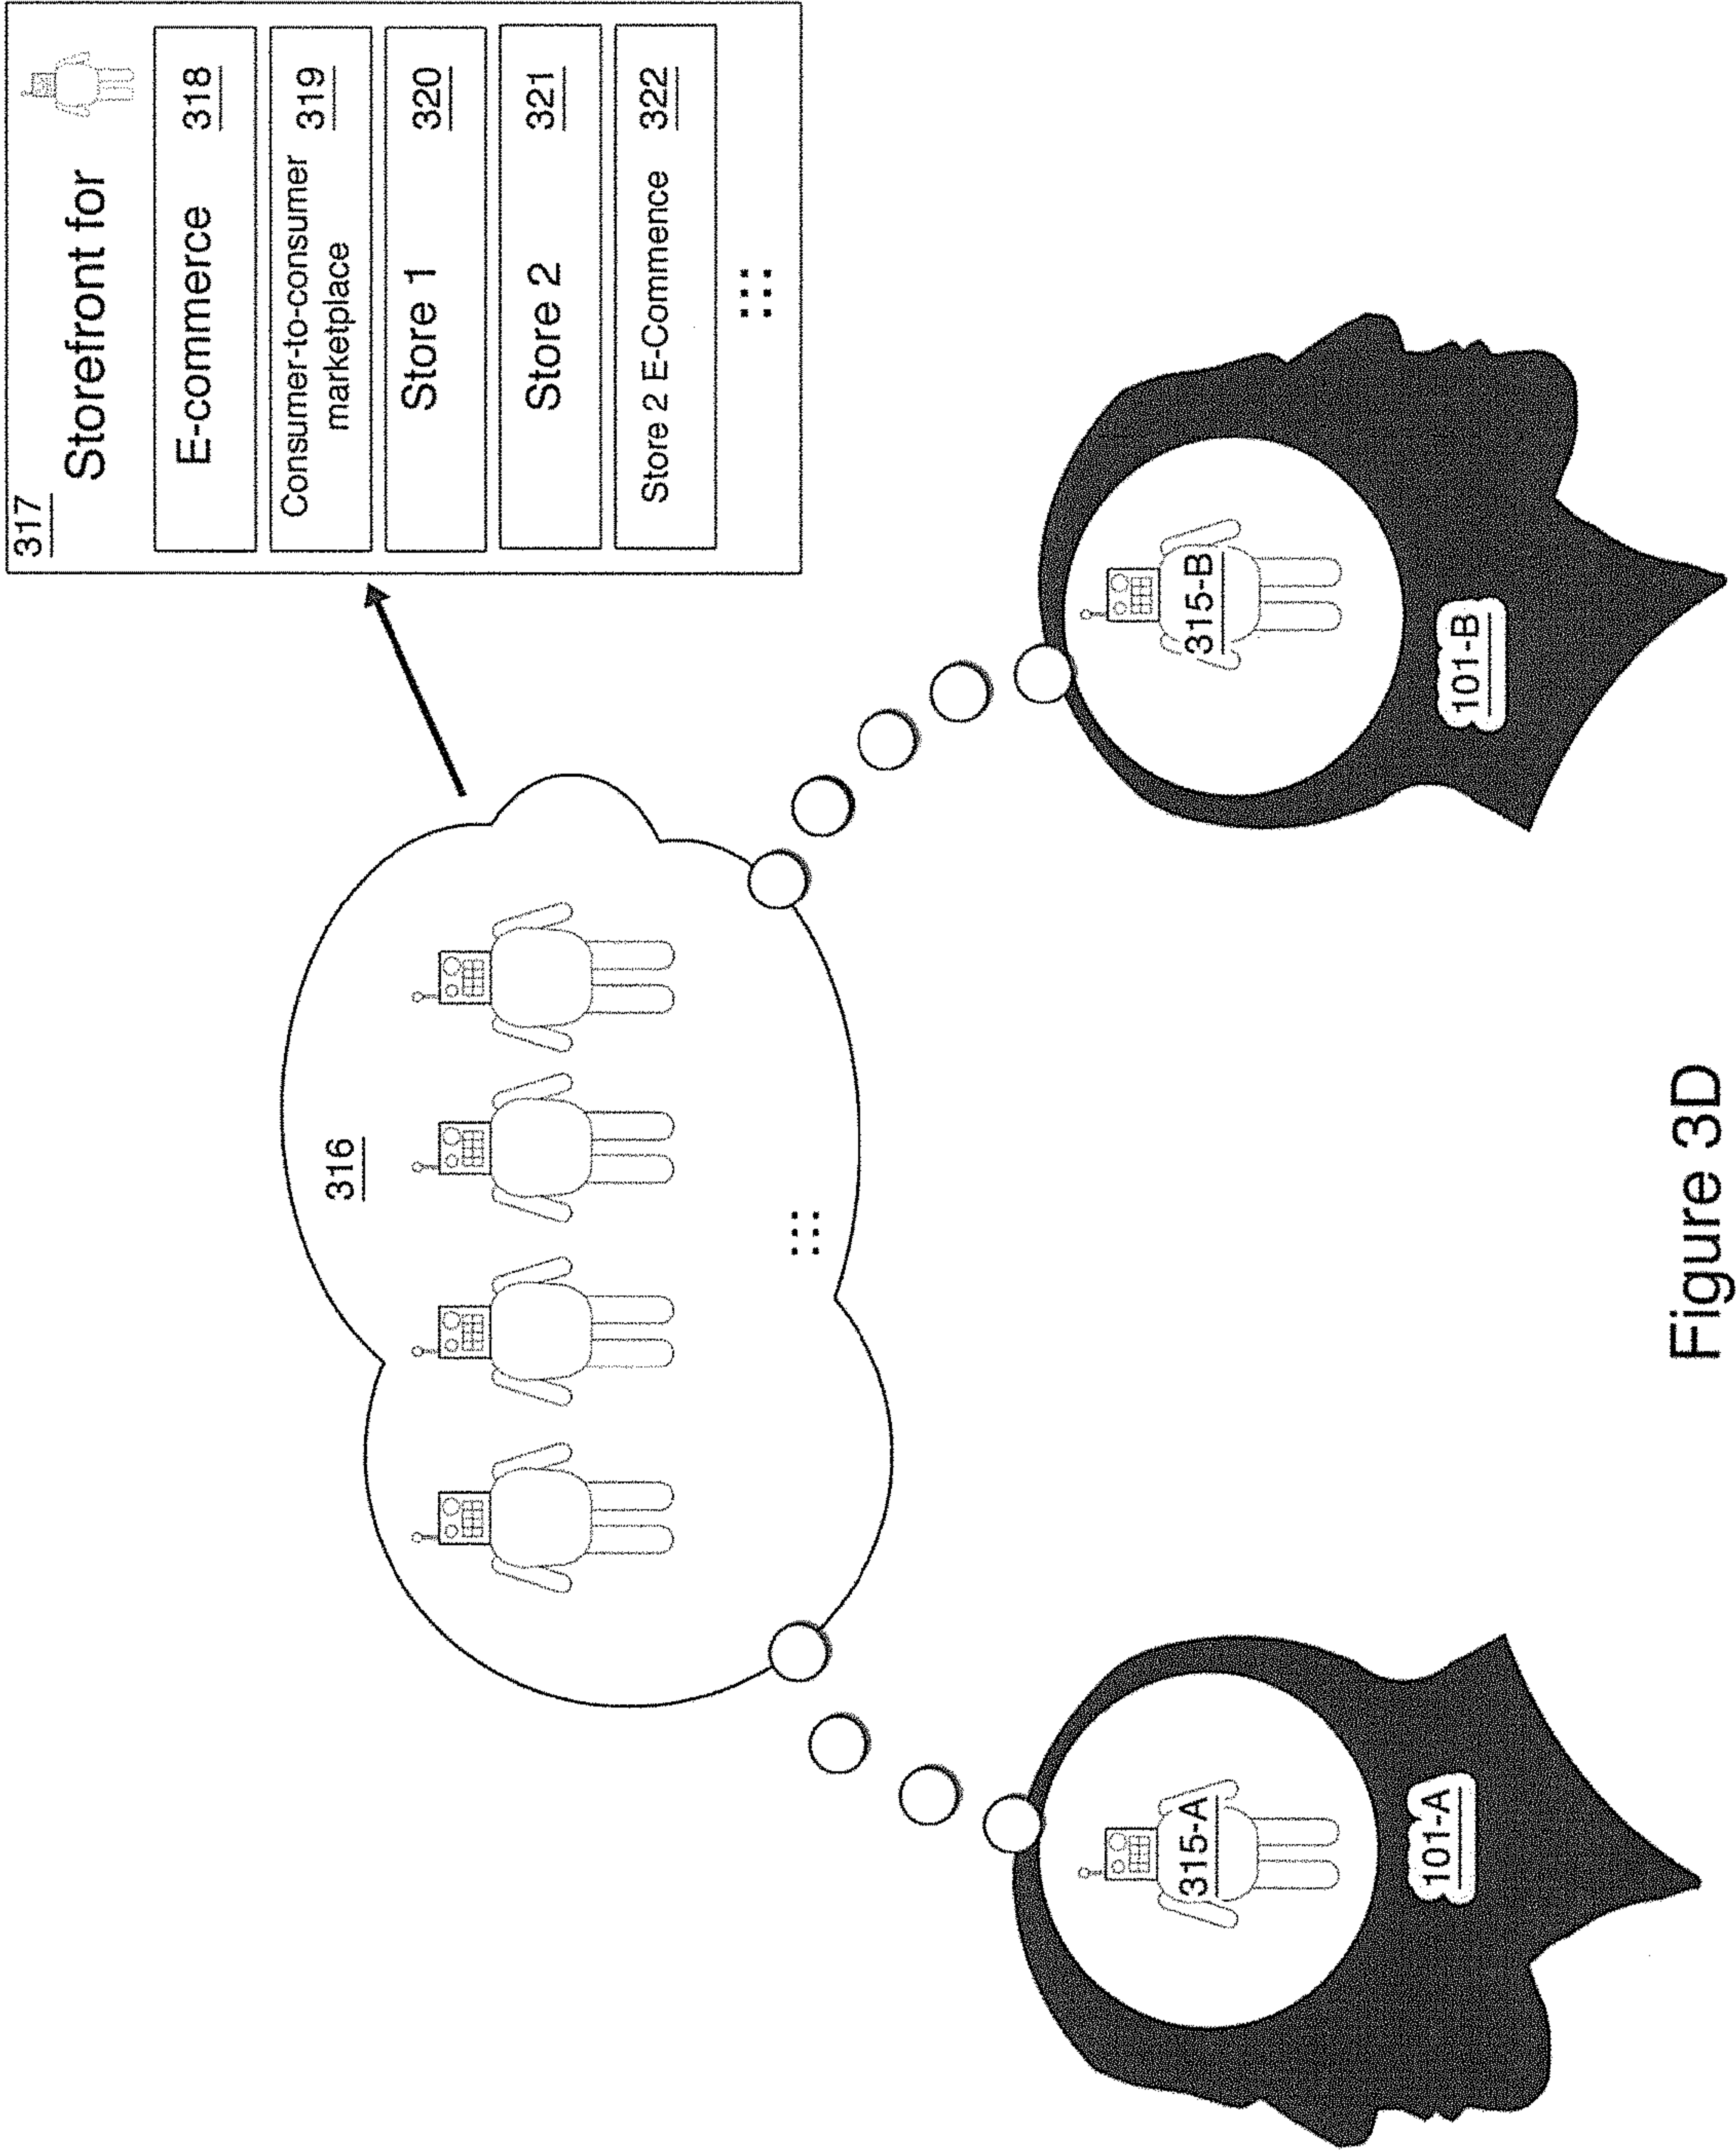 317
Storefront for
E-commerce 318
Consumer-to-consumer 319
marketplace
Store 1 320
Store 2 321
Store 2 E-Commence 322
316
315-A
315-B
101-A
101-B
Figure 3D